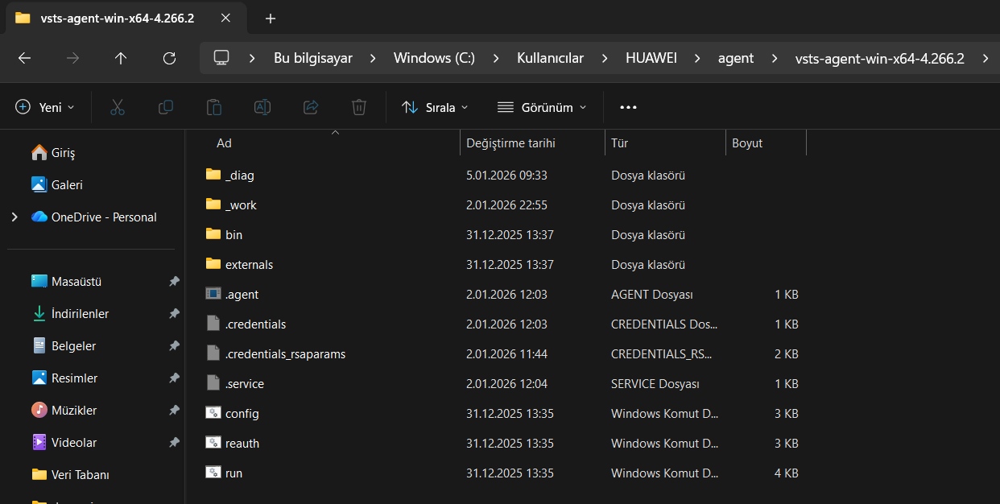 vsts-agent-win-x64-4.266.2
Bu bilgisayar > Windows (C:) > Kullanıcılar > HUAWEI > agent > vsts-agent-win-x64-4.266.2 >
Yeni Sırala Görünüm
Giriş
Galeri
OneDrive - Personal
Masaüstü
İndirilenler
Belgeler
Resimler
Müzikler
Videolar
Veri Tabanı
Ad Değiştirme tarihi Tür Boyut
_diag 5.01.2026 09:33 Dosya klasörü
_work 2.01.2026 22:55 Dosya klasörü
bin 31.12.2025 13:37 Dosya klasörü
externals 31.12.2025 13:37 Dosya klasörü
.agent 2.01.2026 12:03 AGENT Dosyası 1 KB
.credentials 2.01.2026 12:03 CREDENTIALS Dos... 1 KB
.credentials_rsaparams 2.01.2026 11:44 CREDENTIALS_RS... 2 KB
.service 2.01.2026 12:04 SERVICE Dosyası 1 KB
config 31.12.2025 13:35 Windows Komut D... 3 KB
reauth 31.12.2025 13:35 Windows Komut D... 3 KB
run 31.12.2025 13:35 Windows Komut D... 4 KB